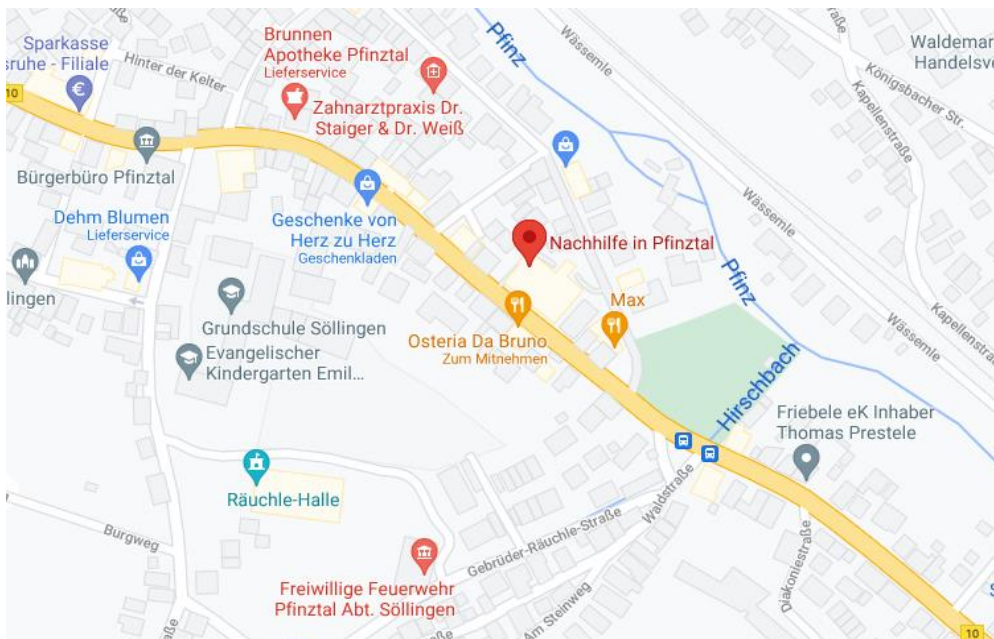 Sparkasse
sruhe - Filiale
Hinter der Kelter
Brunnen
Apotheke Pfinztal
Lieferservice
Zahnarztpraxis Dr.
Staiger & Dr. Weiß
Pfinz
Wässemle
Waldemar
Handelsve
Königsbacher Str.
Kapellenstraße
10
Bürgerbüro Pfinztal
Dehm Blumen
Lieferservice
Geschenke von
Herz zu Herz
Geschenkladen
Nachhilfe in Pfinztal
Wässemle
Pfinz
Kapellenstraße
llingen
Grundschule Söllingen
Evangelischer
Kindergarten Emil...
Osteria Da Bruno
Zum Mitnehmen
Max
Wässemle
Hirschbach
Friebele eK Inhaber
Thomas Prestele
Räuchle-Halle
Burgweg
Waldstraße
Gebrüder-Räuchle-Straße
Freiwillige Feuerwehr
Pfinztal Abt. Söllingen
Am Steinweg
Diakoniestraße
10